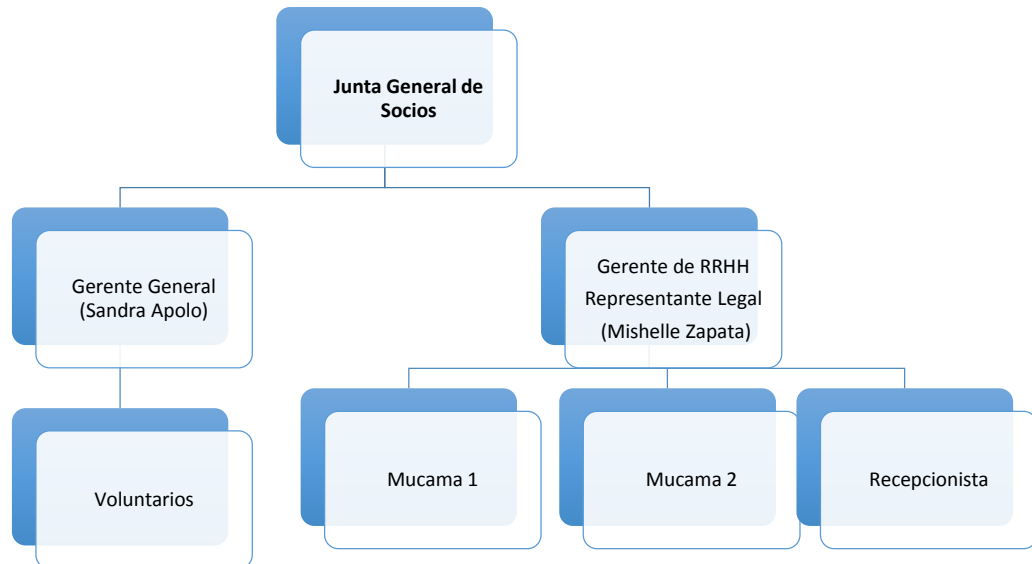 Junta General de
Socios
Gerente General
(Sandra Apolo)
Gerente de RRHH
Representante Legal
(Mishelle Zapata)
Voluntarios
Mucama 1
Mucama 2
Recepcionista